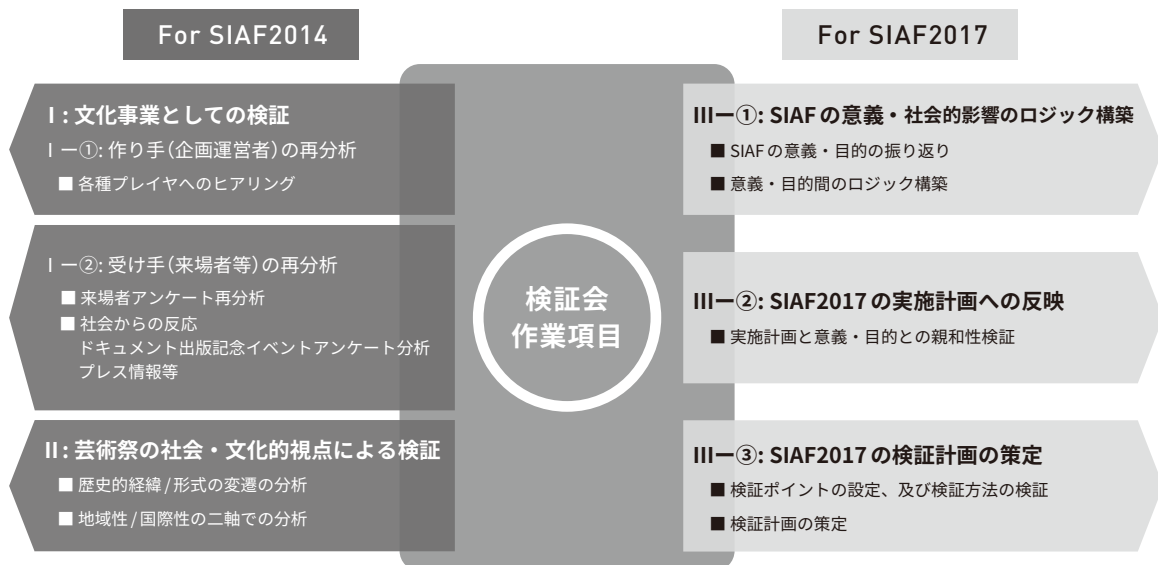 For SIAF2014
I : 文化事業としての検証
I ー①: 作り手(企画運営者)の再分析
■ 各種プレイヤへのヒアリング
I ー②: 受け手(来場者等)の再分析
■ 来場者アンケート再分析
■ 社会からの反応
ドキュメント出版記念イベントアンケート分析
プレス情報等
II : 芸術祭の社会・文化的視点による検証
■ 歴史的経緯 / 形式の変遷の分析
■ 地域性 / 国際性の二軸での分析
検証会
作業項目
For SIAF2017
IIIー①: SIAF の意義・社会的影響のロジック構築
■ SIAF の意義・目的の振り返り
■ 意義・目的間のロジック構築
IIIー②: SIAF2017 の実施計画への反映
■ 実施計画と意義・目的との親和性検証
IIIー③: SIAF2017 の検証計画の策定
■ 検証ポイントの設定、及び検証方法の検証
■ 検証計画の策定